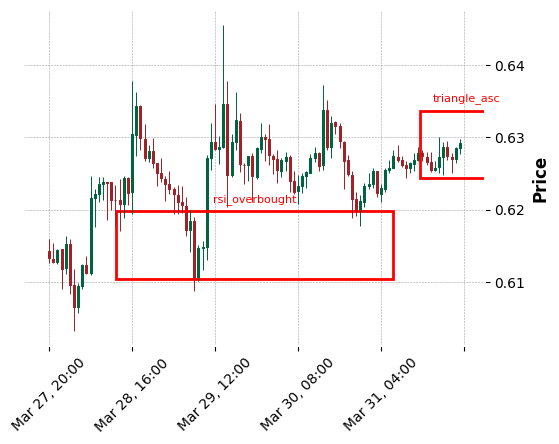 0.64
triangle_asc
0.63
rsi_overbought
0.62
0.61
Price
Mar 27, 20:00
Mar 28, 16:00
Mar 29, 12:00
Mar 30, 08:00
Mar 31, 04:00